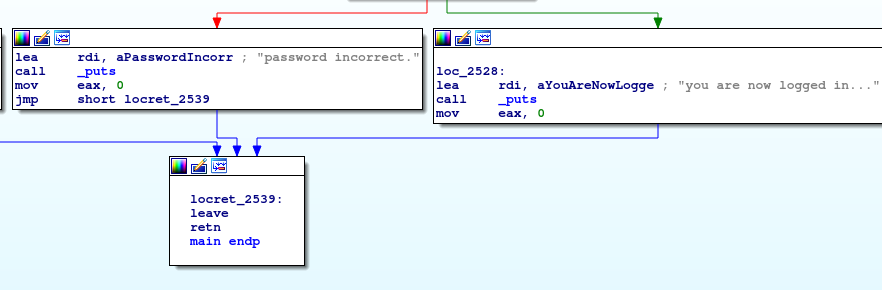 lea     rdi, aPasswordIncorr ; "password incorrect."
call    _puts
mov     eax, 0
jmp     short locret_2539
loc_2528:
lea     rdi, aYouAreNowLogge ; "you are now logged in..."
call    _puts
mov     eax, 0
locret_2539:
leave
retn
main endp